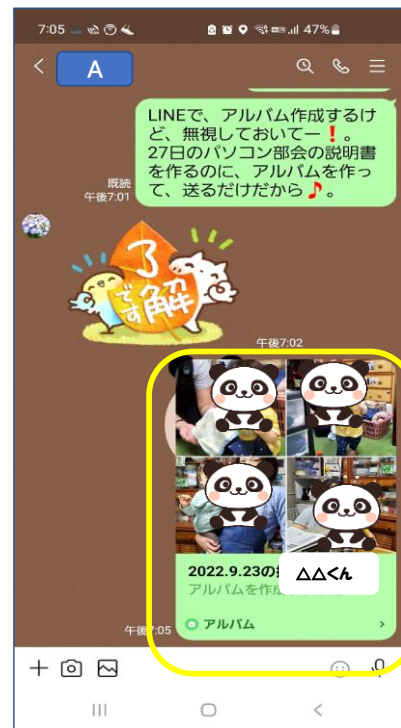 7:05
47%
A
LINEで、アルバム作成するけ
ど、無視しておいてー❗。
27日のパソコン部会の説明書
を作るのに、アルバムを作っ
て、送るだけだから🎵。
既読
午後7:01
了解
です
午後7:02
2022.9.23の
△△くん
アルバムを作
アルバム
午後7:05